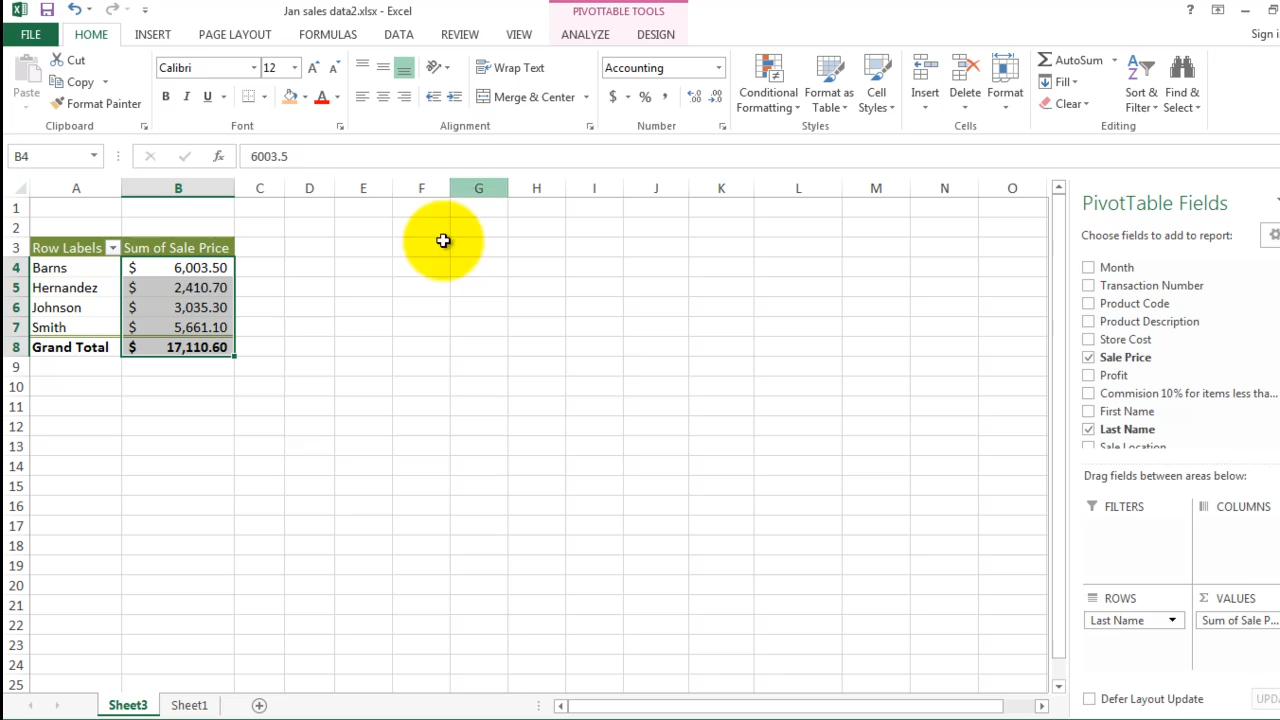 Jan sales data2.xlsx - Excel
PIVOTTABLE TOOLS
?
FILE HOME INSERT PAGE LAYOUT FORMULAS DATA REVIEW VIEW ANALYZE DESIGN Sign i
Paste
Cut
Copy
Format Painter
Clipboard
Calibri 12
B I U
Font
Wrap Text
Merge & Center
Alignment
Accounting
$ % ,
Number
Conditional Formatting
Format as Table
Cell Styles
Styles
Insert
Delete
Format
Cells
AutoSum
Fill
Clear
Sort & Filter
Find & Select
Editing
B4 fx 6003.5
A B C D E F G H I J K L M N O
1
2
3 Row Labels Sum of Sale Price
4 Barns $ 6,003.50
5 Hernandez $ 2,410.70
6 Johnson $ 3,035.30
7 Smith $ 5,661.10
8 Grand Total $ 17,110.60
9
10
11
12
13
14
15
16
17
18
19
20
21
22
23
24
25
Sheet3 Sheet1
PivotTable Fields
Choose fields to add to report:
Month
Transaction Number
Product Code
Product Description
Store Cost
Sale Price
Profit
Commision 10% for items less tha...
First Name
Last Name
Sale Location
Drag fields between areas below:
FILTERS COLUMNS
ROWS Σ VALUES
Last Name Sum of Sale P...
Defer Layout Update UPD